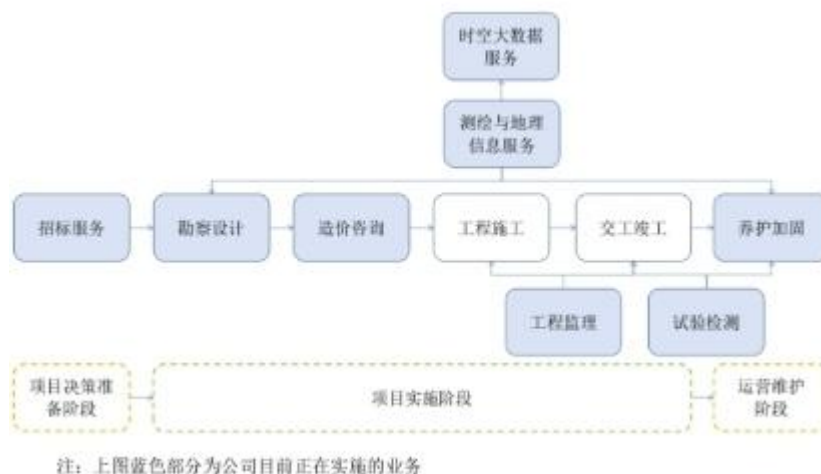 时空大数据
服务
测绘与地理
信息服务
招标服务
勘察设计
造价咨询
工程施工
交工竣工
养护加固
工程监理
试验检测
项目决策准
备阶段
项目实施阶段
运营维护
阶段
注：上图蓝色部分为公司目前正在实施的业务